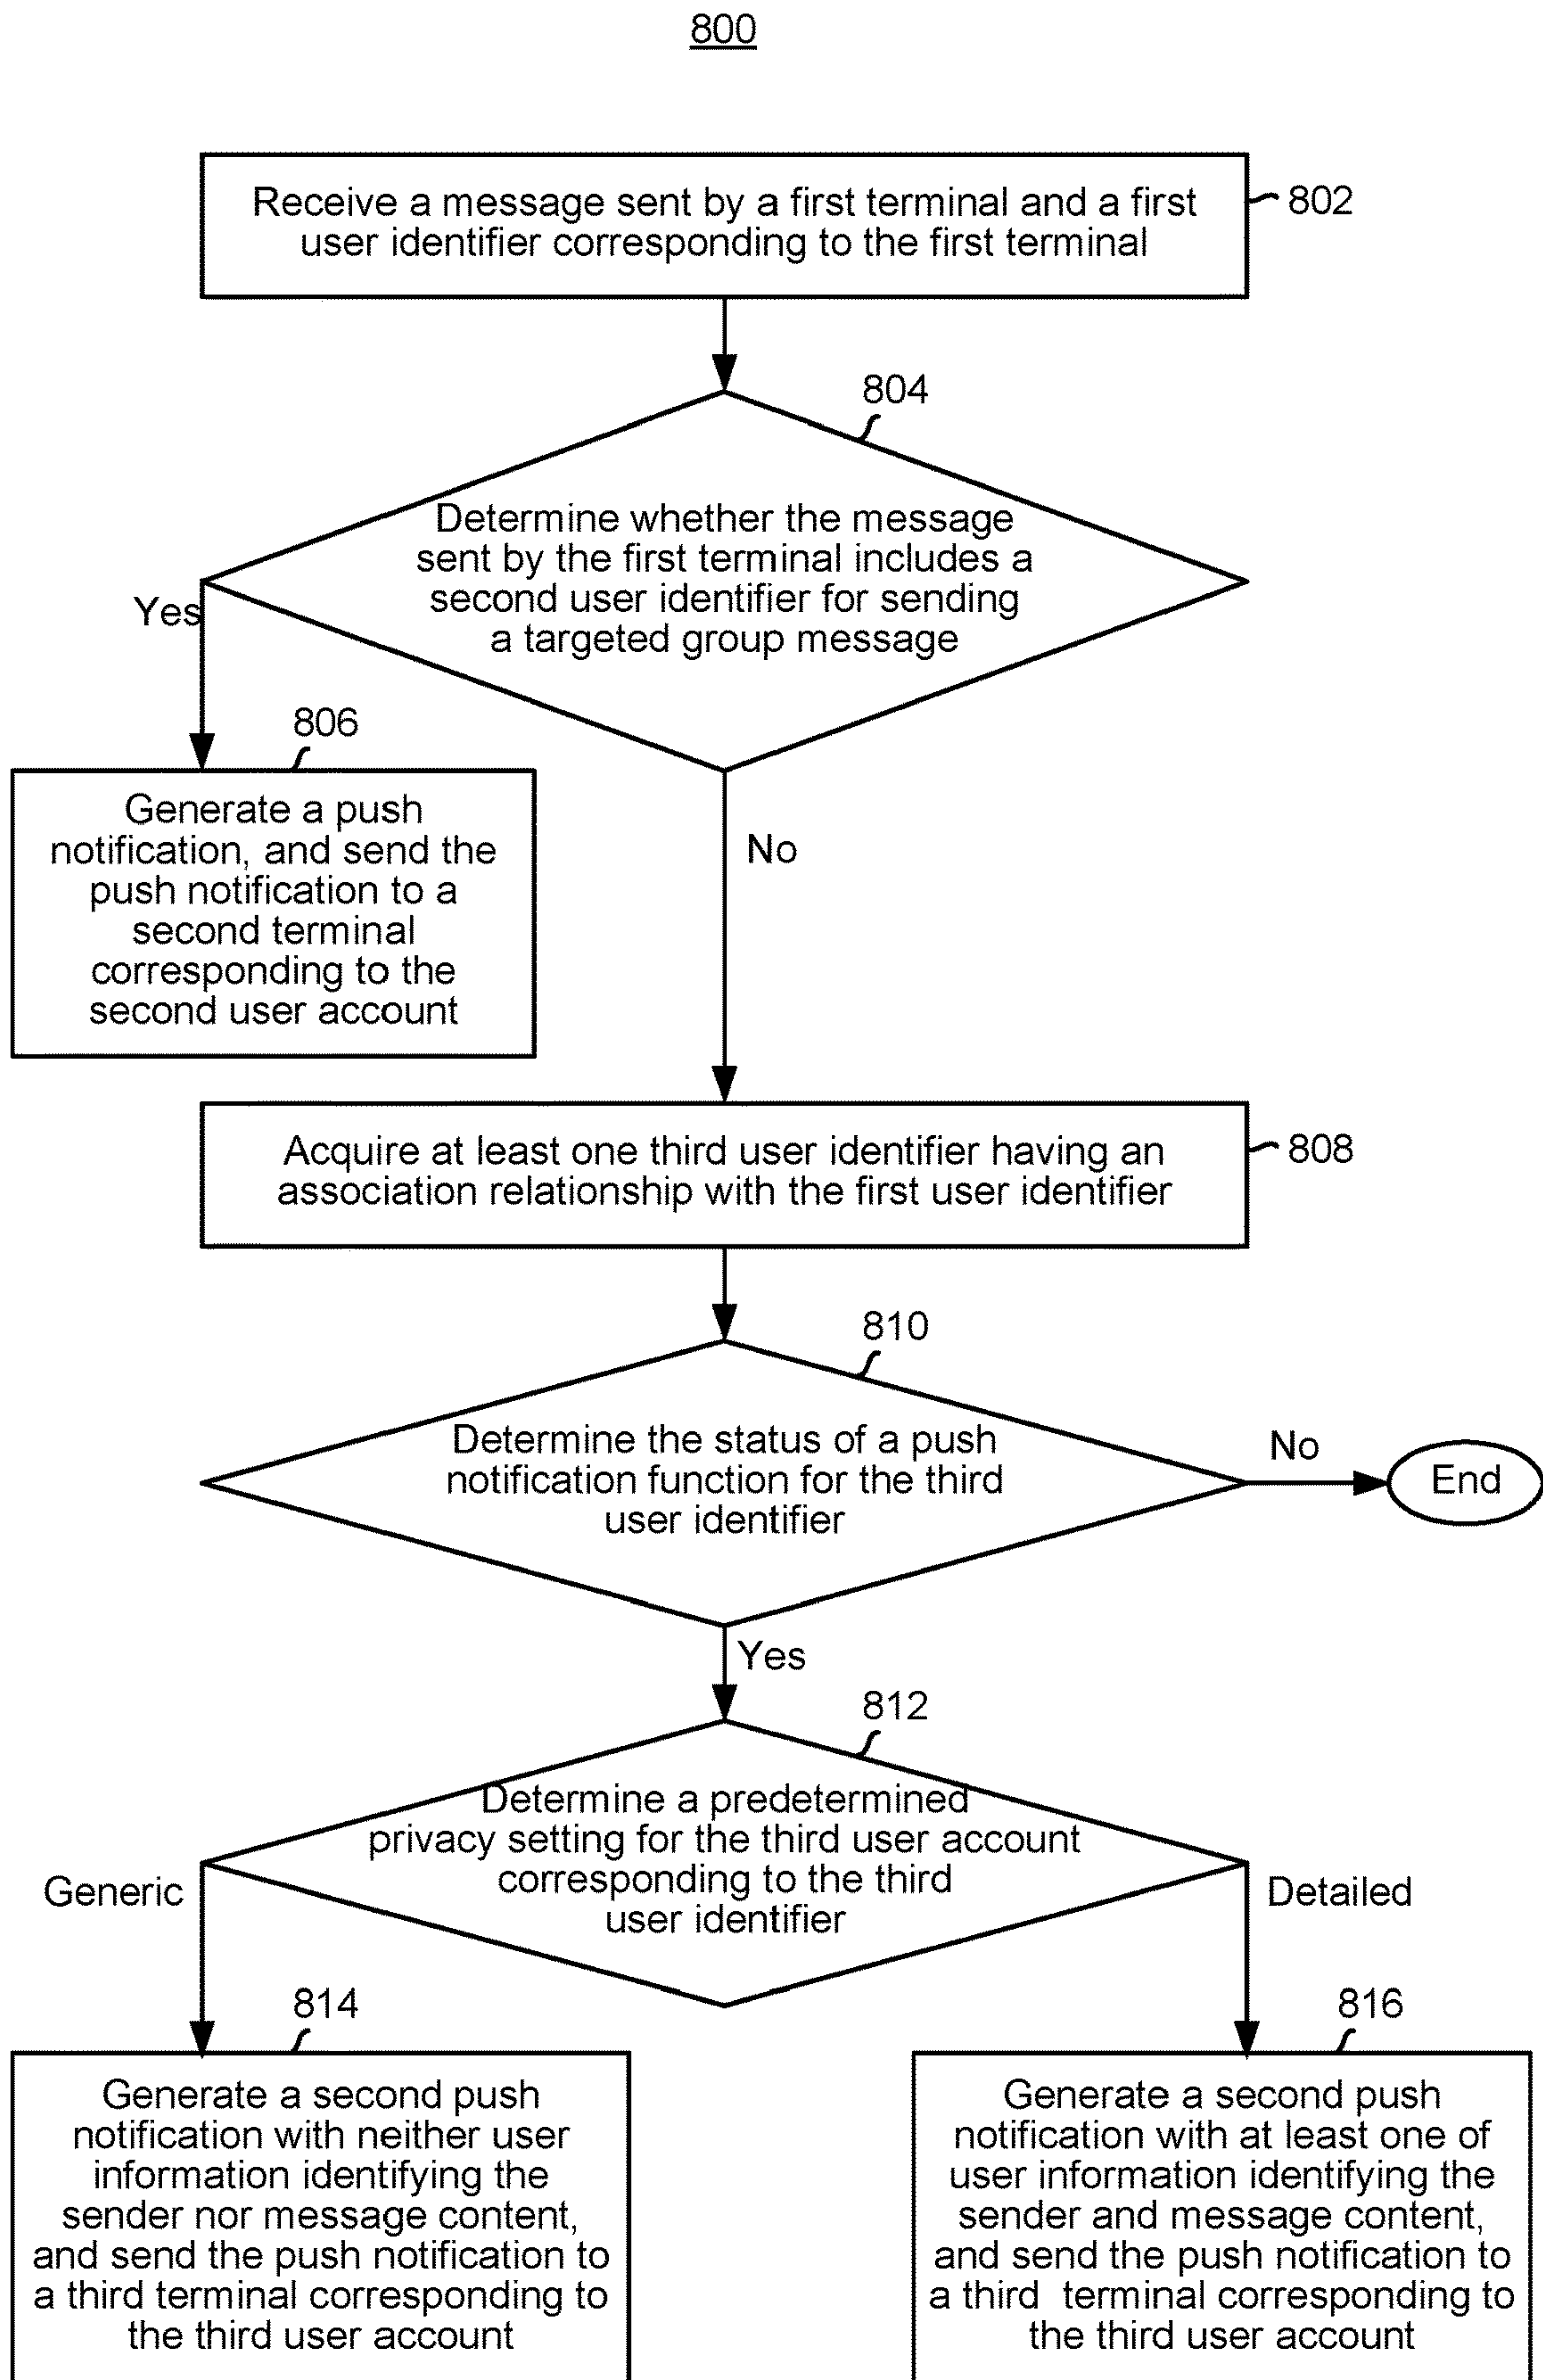 800
Receive a message sent by a first terminal and a first
user identifier corresponding to the first terminal
802
804
Determine whether the message
sent by the first terminal includes a
second user identifier for sending
a targeted group message
Yes
806
Generate a push
notification, and send the
push notification to a
second terminal
corresponding to the
second user account
No
Acquire at least one third user identifier having an
association relationship with the first user identifier
808
810
Determine the status of a push
notification function for the third
user identifier
No
End
Yes
812
Determine a predetermined
privacy setting for the third user account
corresponding to the third
user identifier
Generic
Detailed
814
Generate a second push
notification with neither user
information identifying the
sender nor message content,
and send the push notification to
a third terminal corresponding to
the third user account
816
Generate a second push
notification with at least one of
user information identifying the
sender and message content,
and send the push notification to
a third terminal corresponding to
the third user account